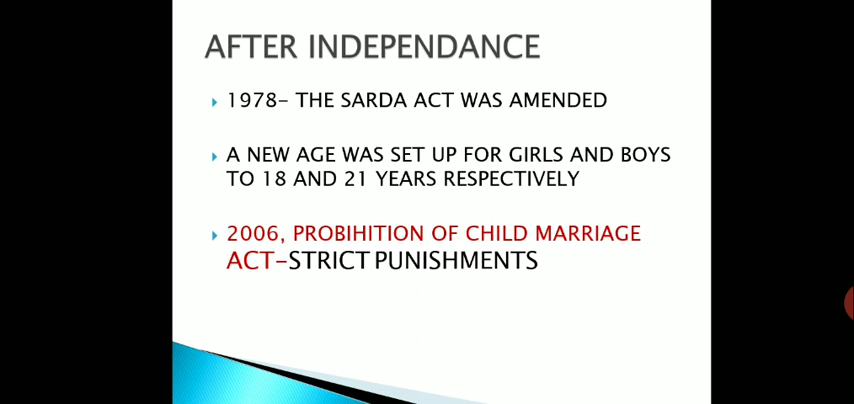 AFTER INDEPENDANCE
1978- THE SARDA ACT WAS AMENDED
A NEW AGE WAS SET UP FOR GIRLS AND BOYS
TO 18 AND 21 YEARS RESPECTIVELY
2006, PROBIHITION OF CHILD MARRIAGE
ACT-STRICT PUNISHMENTS